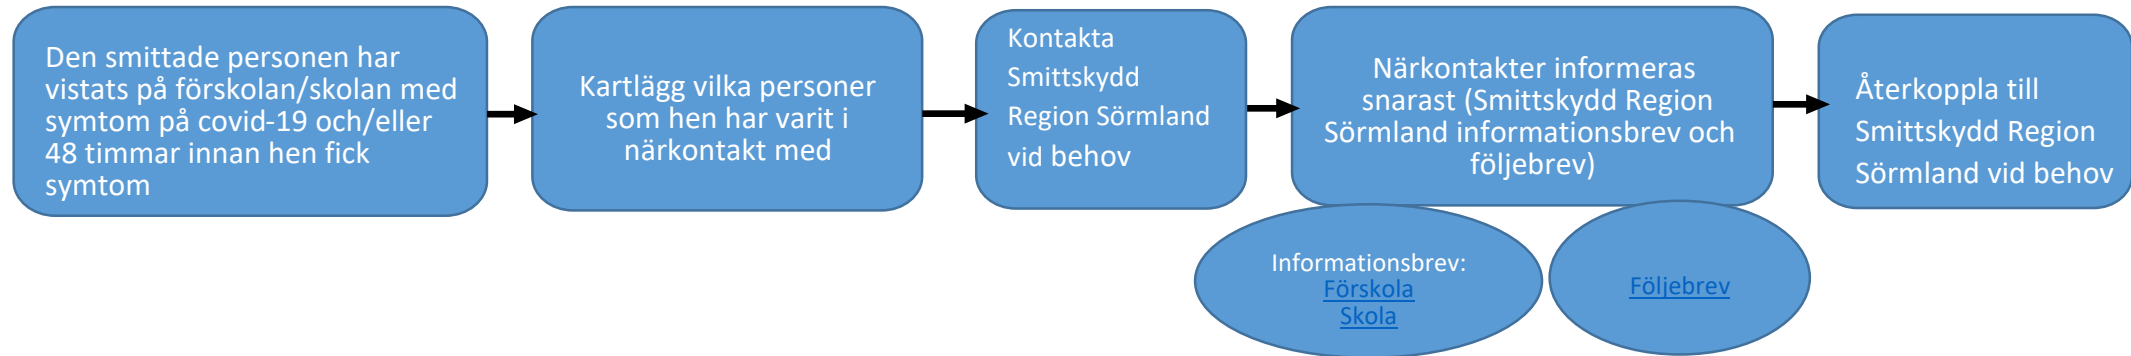 Den smittade personen har
vistats på förskolan/skolan med
symtom på covid-19 och/eller
48 timmar innan hen fick
symtom
Kartlägg vilka personer
som hen har varit i
närkontakt med
Kontakta
Smittskydd
Region Sörmland
vid behov
Närkontakter informeras
snarast (Smittskydd Region
Sörmland informationsbrev och
följebrev)
Återkoppla till
Smittskydd Region
Sörmland vid behov
Informationsbrev:
Förskola
Skola
Följebrev